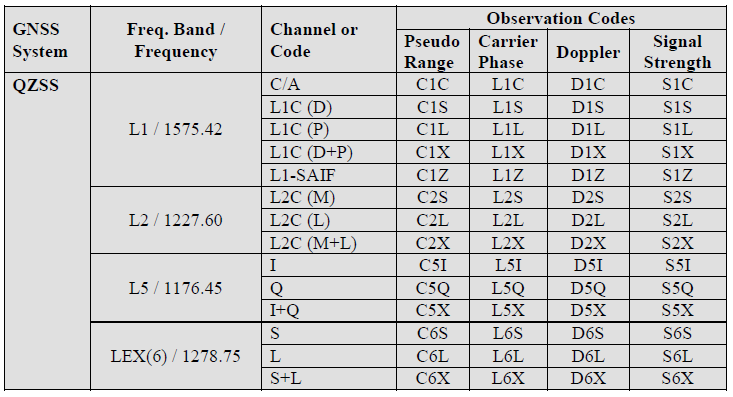 GNSS System | Freq. Band / Frequency | Channel or Code | Observation Codes
Pseudo Range | Carrier Phase | Doppler | Signal Strength
QZSS | L1 / 1575.42 | C/A | C1C | L1C | D1C | S1C
L1C (D) | C1S | L1S | D1S | S1S
L1C (P) | C1L | L1L | D1L | S1L
L1C (D+P) | C1X | L1X | D1X | S1X
L1-SAIF | C1Z | L1Z | D1Z | S1Z
L2 / 1227.60 | L2C (M) | C2S | L2S | D2S | S2S
L2C (L) | C2L | L2L | D2L | S2L
L2C (M+L) | C2X | L2X | D2X | S2X
L5 / 1176.45 | I | C5I | L5I | D5I | S5I
Q | C5Q | L5Q | D5Q | S5Q
I+Q | C5X | L5X | D5X | S5X
LEX(6) / 1278.75 | S | C6S | L6S | D6S | S6S
L | C6L | L6L | D6L | S6L
S+L | C6X | L6X | D6X | S6X